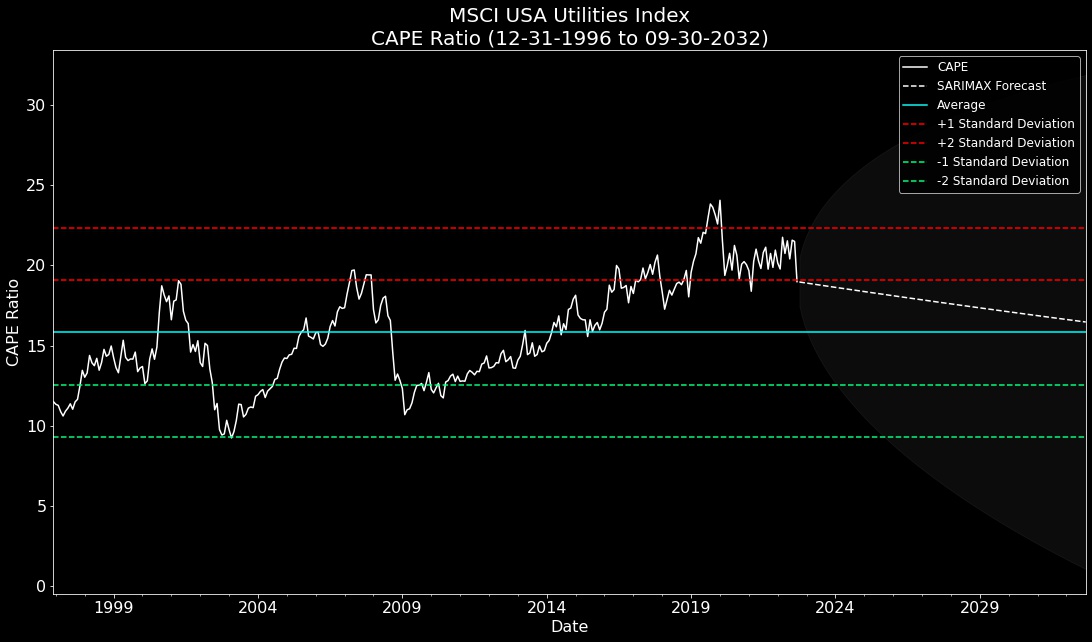 MSCI USA Utilities Index
CAPE Ratio (12-31-1996 to 09-30-2032)
CAPE
SARIMAX Forecast
Average
+1 Standard Deviation
+2 Standard Deviation
-1 Standard Deviation
-2 Standard Deviation
CAPE Ratio
30
25
20
15
10
5
0
1999 2004 2009 2014 2019 2024 2029
Date